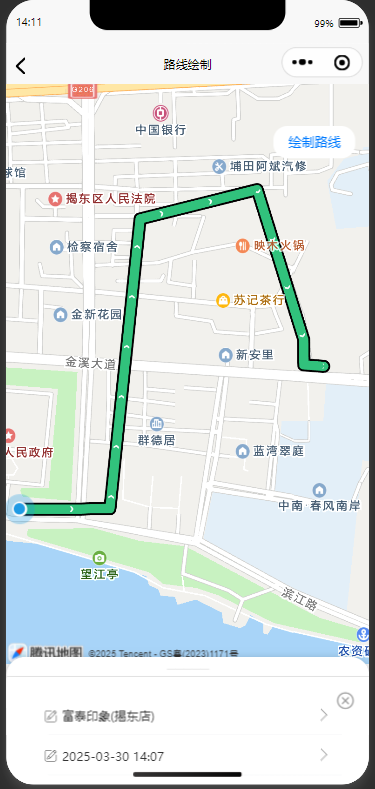 14:11
99%
路线绘制
G206
中国银行
绘制路线
埔田阿斌汽修
球馆
揭东区人民法院
检察宿舍
映木火锅
苏记茶行
金新花园
新安里
金溪大道
群德居
人民政府
蓝湾翠庭
中南·春风南岸
望江亭
滨江路
农资
腾讯地图
©2025 Tencent - GS粤(2023)1171号
富泰印象(揭东店)
2025-03-30 14:07